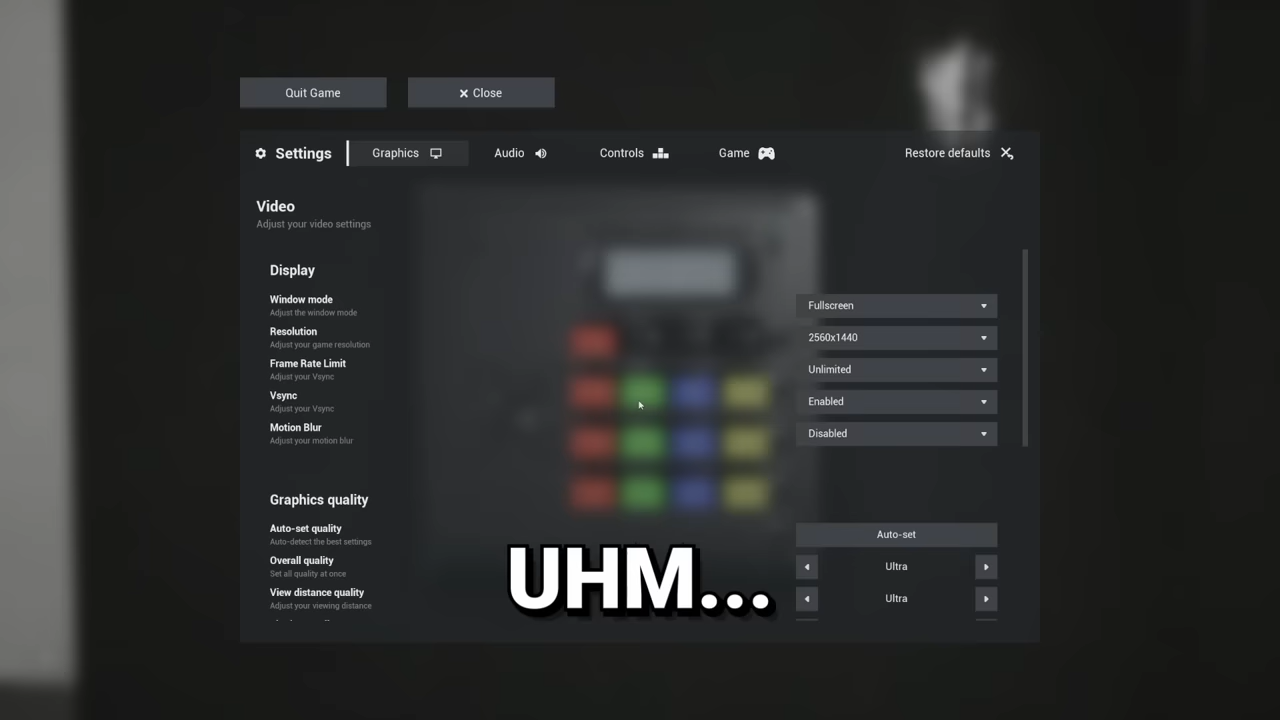 Quit Game
Close
Settings
Graphics
Audio
Controls
Game
Restore defaults
Video
Adjust your video settings
Display
Window mode
Adjust the window mode
Fullscreen
Resolution
Adjust your game resolution
2560x1440
Frame Rate Limit
Adjust your Vsync
Unlimited
Vsync
Adjust your Vsync
Enabled
Motion Blur
Adjust your motion blur
Disabled
Graphics quality
Auto-set quality
Auto-detect the best settings
Auto-set
Overall quality
Set all quality at once
Ultra
View distance quality
Adjust your viewing distance
Ultra
UHM...